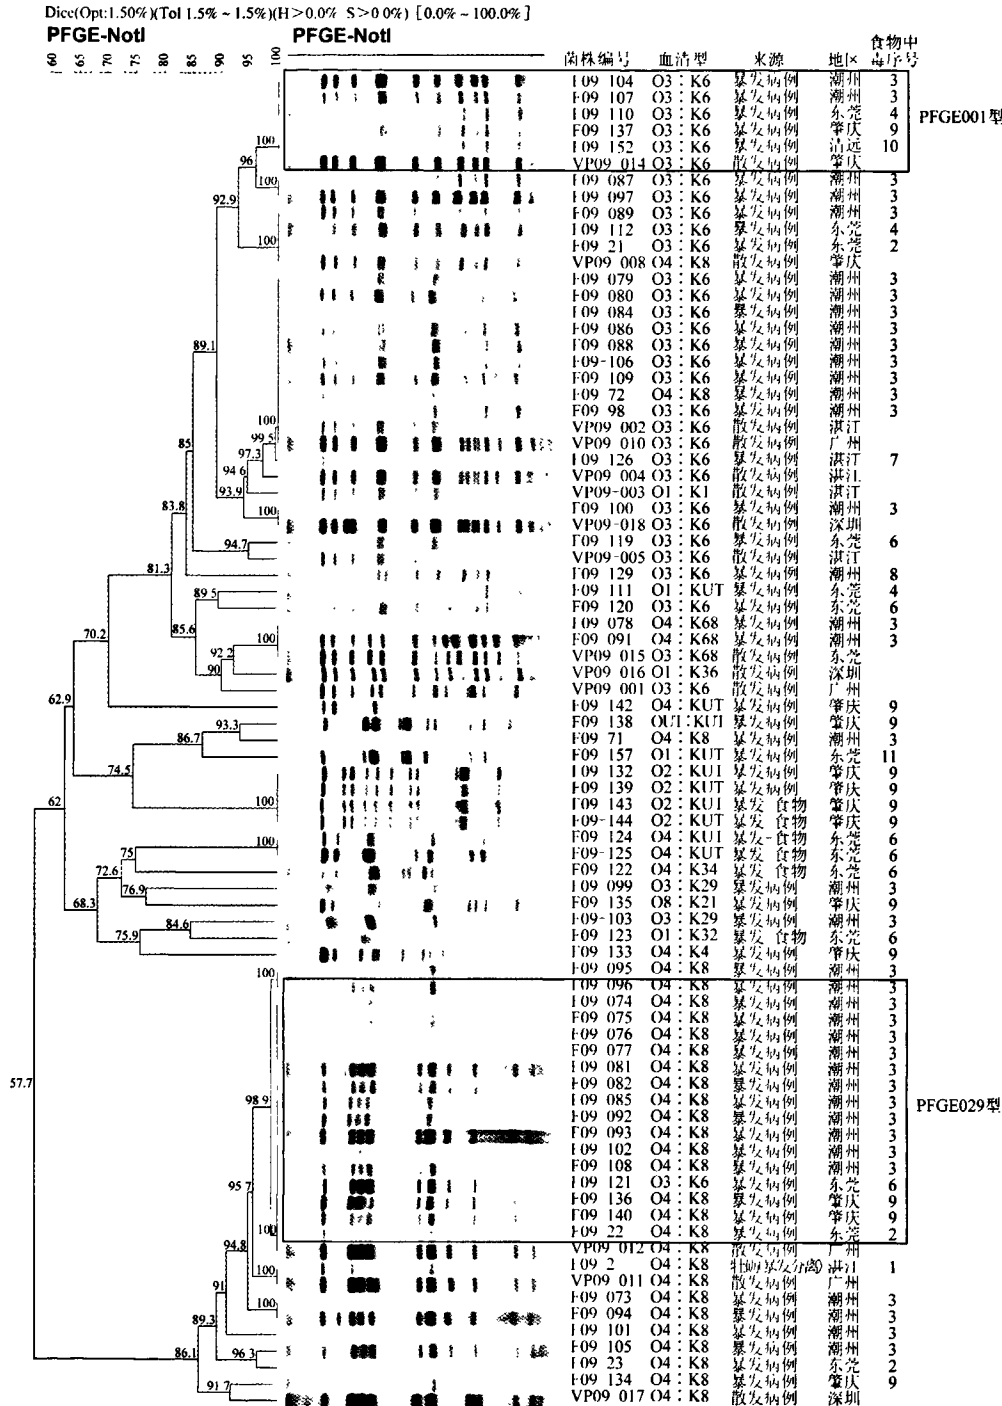 Dice(Opt:1.50%)(Tol 1.5%~1.5%)(H>0.0% S>0.0%) [0.0%~100.0%]
PFGE-NotI PFGE-NotI
60 65 70 75 80 85 90 95 100
菌株编号 血清型 来源 地区 食物中毒序号
F09 104 O3：K6 暴发病例 潮州 3
F09 107 O3：K6 暴发病例 潮州 3
F09 110 O3：K6 暴发病例 东莞 4
F09 137 O3：K6 暴发病例 肇庆 9
F09 152 O3：K6 暴发病例 清远 10
VP09 014 O3：K6 散发病例 肇庆
PFGE001型
F09 087 O3：K6 暴发病例 潮州 3
F09 097 O3：K6 暴发病例 潮州 3
F09 089 O3：K6 暴发病例 潮州 3
F09 112 O3：K6 暴发病例 东莞 4
F09 21 O3：K6 暴发病例 东莞 2
VP09 008 O4：K8 散发病例 肇庆
F09 079 O3：K6 暴发病例 潮州 3
F09 080 O3：K6 暴发病例 潮州 3
F09 084 O3：K6 暴发病例 潮州 3
F09 086 O3：K6 暴发病例 潮州 3
F09 088 O3：K6 暴发病例 潮州 3
F09-106 O3：K6 暴发病例 潮州 3
F09 109 O3：K6 暴发病例 潮州 3
F09 72 O4：K8 暴发病例 潮州 3
F09 98 O3：K6 暴发病例 潮州 3
VP09 002 O3：K6 散发病例 湛江
VP09 010 O3：K6 散发病例 广州
F09 126 O3：K6 暴发病例 湛江 7
VP09 004 O3：K6 散发病例 湛江
VP09-003 O1：K1 散发病例 湛江
F09 100 O3：K6 暴发病例 潮州 3
VP09-018 O3：K6 散发病例 深圳
F09 119 O3：K6 暴发病例 东莞 6
VP09-005 O3：K6 散发病例 湛江
F09 129 O3：K6 暴发病例 潮州 8
F09 111 O1：KUT 暴发病例 东莞 4
F09 120 O3：K6 暴发病例 东莞 6
F09 078 O4：K68 暴发病例 潮州 3
F09 091 O4：K68 暴发病例 潮州 3
VP09 015 O3：K68 散发病例 东莞
VP09 016 O1：K36 散发病例 深圳
VP09 001 O3：K6 散发病例 广州
F09 142 O4：KUT 暴发病例 肇庆 9
F09 138 OUT：KUT 暴发病例 肇庆 9
F09 71 O4：K8 暴发病例 潮州 3
F09 157 O1：KUT 暴发病例 东莞 11
F09 132 O2：KUT 暴发病例 肇庆 9
F09 139 O2：KUT 暴发病例 肇庆 9
F09 143 O2：KUT 暴发 食物 肇庆 9
F09-144 O2：KUT 暴发 食物 肇庆 9
F09 124 O4：KUT 暴发-食物 东莞 6
F09-125 O4：KUT 暴发 食物 东莞 6
F09 122 O4：K34 暴发 食物 东莞 6
F09 099 O3：K29 暴发病例 潮州 3
F09 135 O8：K21 暴发病例 肇庆 9
F09-103 O3：K29 暴发病例 潮州 3
F09 123 O1：K32 暴发 食物 东莞 6
F09 133 O4：K4 暴发病例 肇庆 9
F09 095 O4：K8 暴发病例 潮州 3
F09 096 O4：K8 暴发病例 潮州 3
F09 074 O4：K8 暴发病例 潮州 3
F09 075 O4：K8 暴发病例 潮州 3
F09 076 O4：K8 暴发病例 潮州 3
F09 077 O4：K8 暴发病例 潮州 3
F09 081 O4：K8 暴发病例 潮州 3
F09 082 O4：K8 暴发病例 潮州 3
F09 085 O4：K8 暴发病例 潮州 3
F09 092 O4：K8 暴发病例 潮州 3
PFGE029型
F09 093 O4：K8 暴发病例 潮州 3
F09 102 O4：K8 暴发病例 潮州 3
F09 108 O4：K8 暴发病例 潮州 3
F09 121 O3：K6 暴发病例 东莞 6
F09 136 O4：K8 暴发病例 肇庆 9
F09 140 O4：K8 暴发病例 肇庆 9
F09 22 O4：K8 暴发病例 东莞 2
VP09 012 O4：K8 散发病例 广州
F09 2 O4：K8 牡蛎(暴发分离) 湛江 1
VP09 011 O4：K8 散发病例 广州
F09 073 O4：K8 暴发病例 潮州 3
F09 094 O4：K8 暴发病例 潮州 3
F09 101 O4：K8 暴发病例 潮州 3
F09 105 O4：K8 暴发病例 潮州 3
F09 23 O4：K8 暴发病例 东莞 2
F09 134 O4：K8 暴发病例 肇庆 9
VP09 017 O4：K8 散发病例 深圳
100
96
100
92.9
100
89.1
100
99.5
85
97.3
94.6
93.9
83.8
100
94.7
81.3
89.5
85.6
70.2
100
92.2
90
62.9
93.3
86.7
74.5
62
100
100
75
72.6
76.9
68.3
84.6
75.9
100
57.7
98.9
95.7
100
94.8
100
91
100
89.3
86.1
96.3
91.7